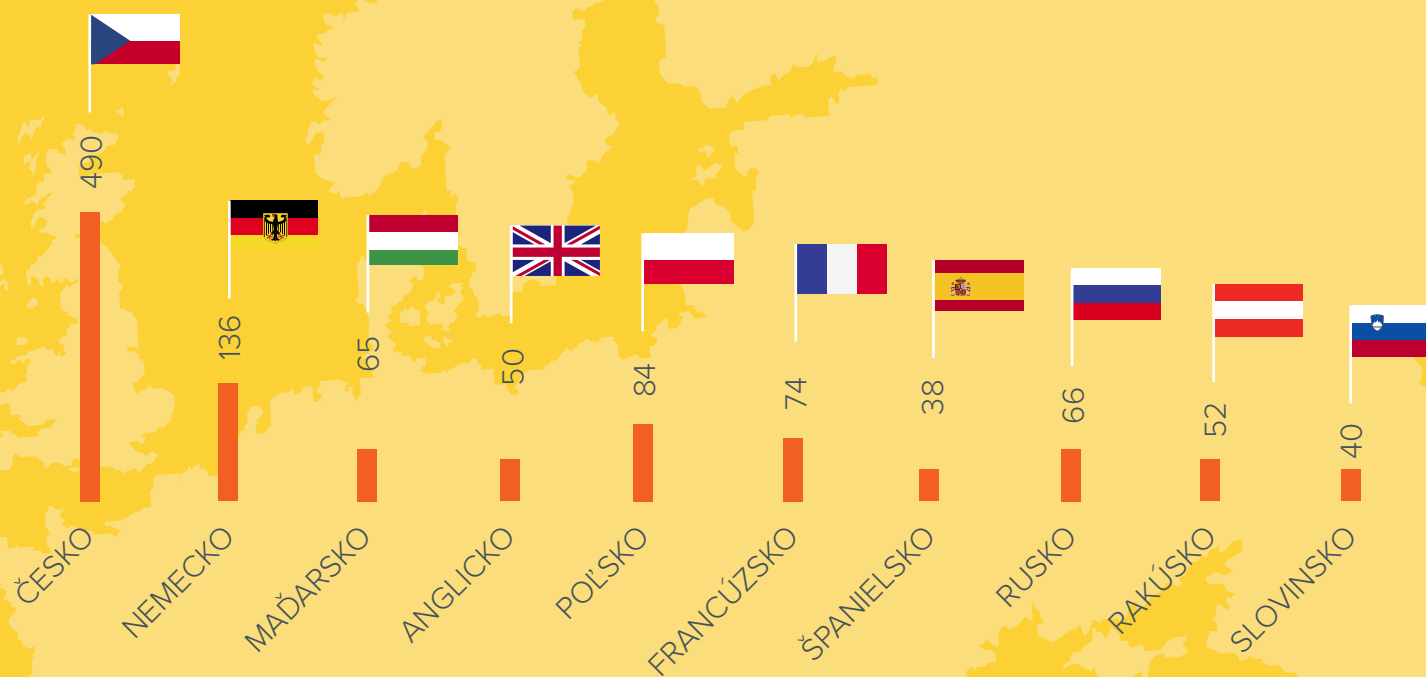 490
136
65
50
84
74
38
66
52
40
ČESKO
NEMECKO
MAĎARSKO
ANGLICKO
POĽSKO
FRANCÚZSKO
ŠPANIELSKO
RUSKO
RAKÚSKO
SLOVINSKO